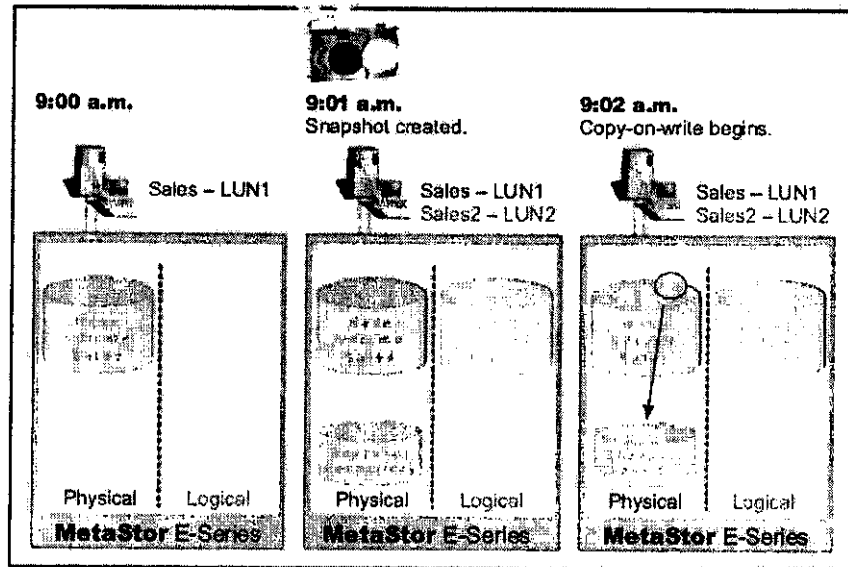 9:00 a.m.
Sales – LUN1
Physical
Logical
MetaStor E-Series
9:01 a.m.
Snapshot created.
Sales – LUN1
Sales2 – LUN2
Physical
Logical
MetaStor E-Series
9:02 a.m.
Copy-on-write begins.
Sales – LUN1
Sales2 – LUN2
Physical
Logical
MetaStor E-Series